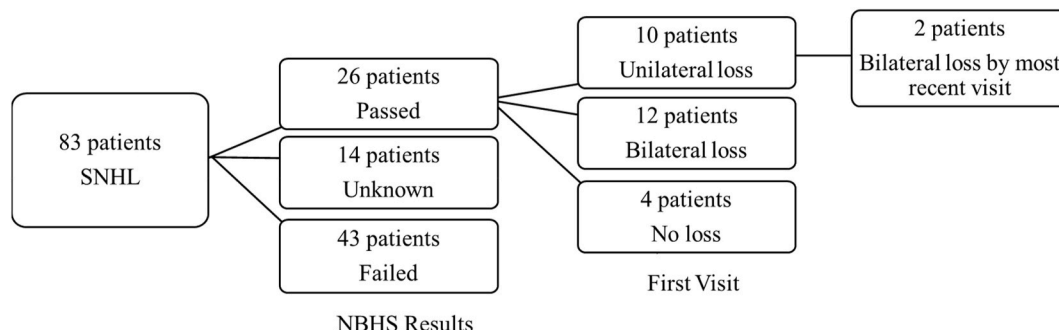 83 patients
SNHL
26 patients
Passed
14 patients
Unknown
43 patients
Failed
NBHS Results
10 patients
Unilateral loss
12 patients
Bilateral loss
4 patients
No loss
First Visit
2 patients
Bilateral loss by most
recent visit